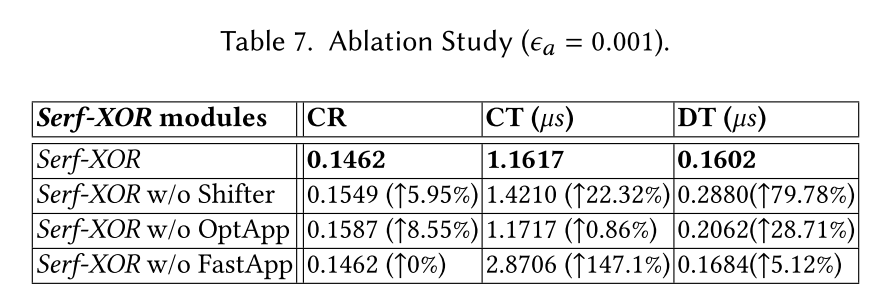 Table 7. Ablation Study (ϵa = 0.001).
Serf-XOR modules CR CT (μs) DT (μs)
Serf-XOR 0.1462 1.1617 0.1602
Serf-XOR w/o Shifter 0.1549 (↑5.95%) 1.4210 (↑22.32%) 0.2880(↑79.78%)
Serf-XOR w/o OptApp 0.1587 (↑8.55%) 1.1717 (↑0.86%) 0.2062(↑28.71%)
Serf-XOR w/o FastApp 0.1462 (↑0%) 2.8706 (↑147.1%) 0.1684(↑5.12%)